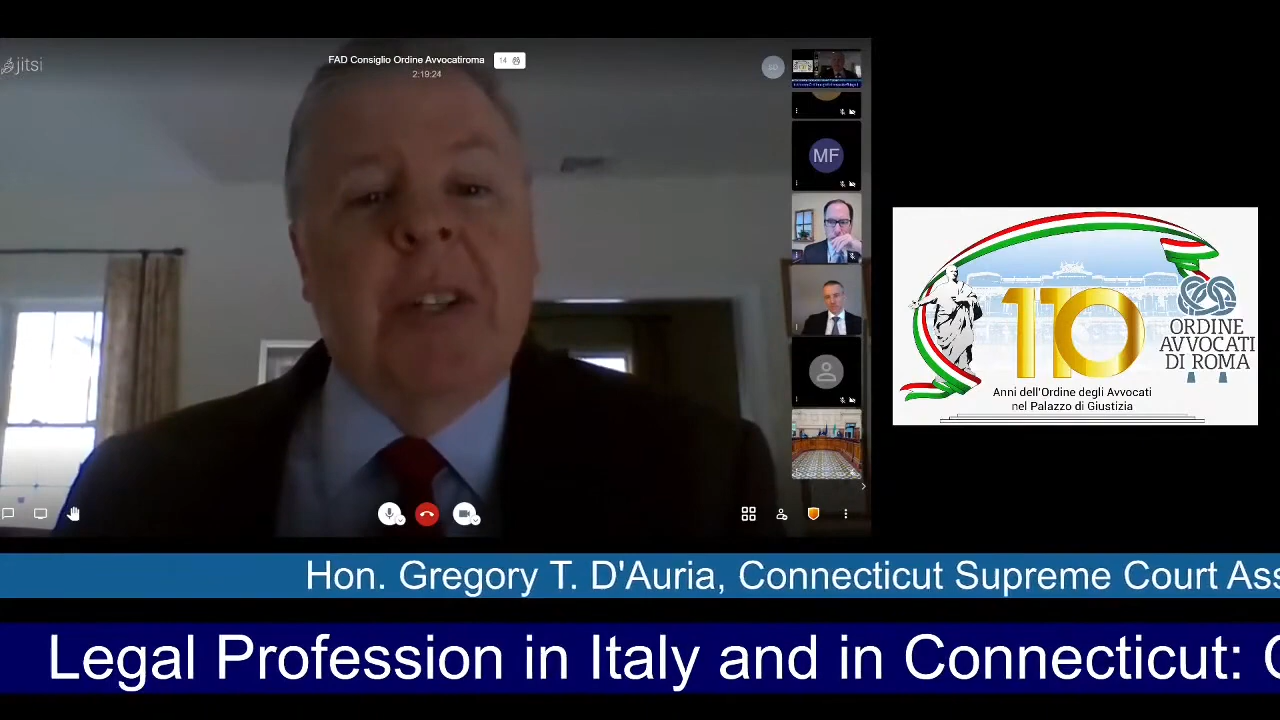 jitsi
FAD Consiglio Ordine Avvocatiroma
14
2:19:24
MF
110
ORDINE
AVVOCATI
DI ROMA
Anni dell'Ordine degli Avvocati
nel Palazzo di Giustizia
Hon. Gregory T. D'Auria, Connecticut Supreme Court Ass
Legal Profession in Italy and in Connecticut: